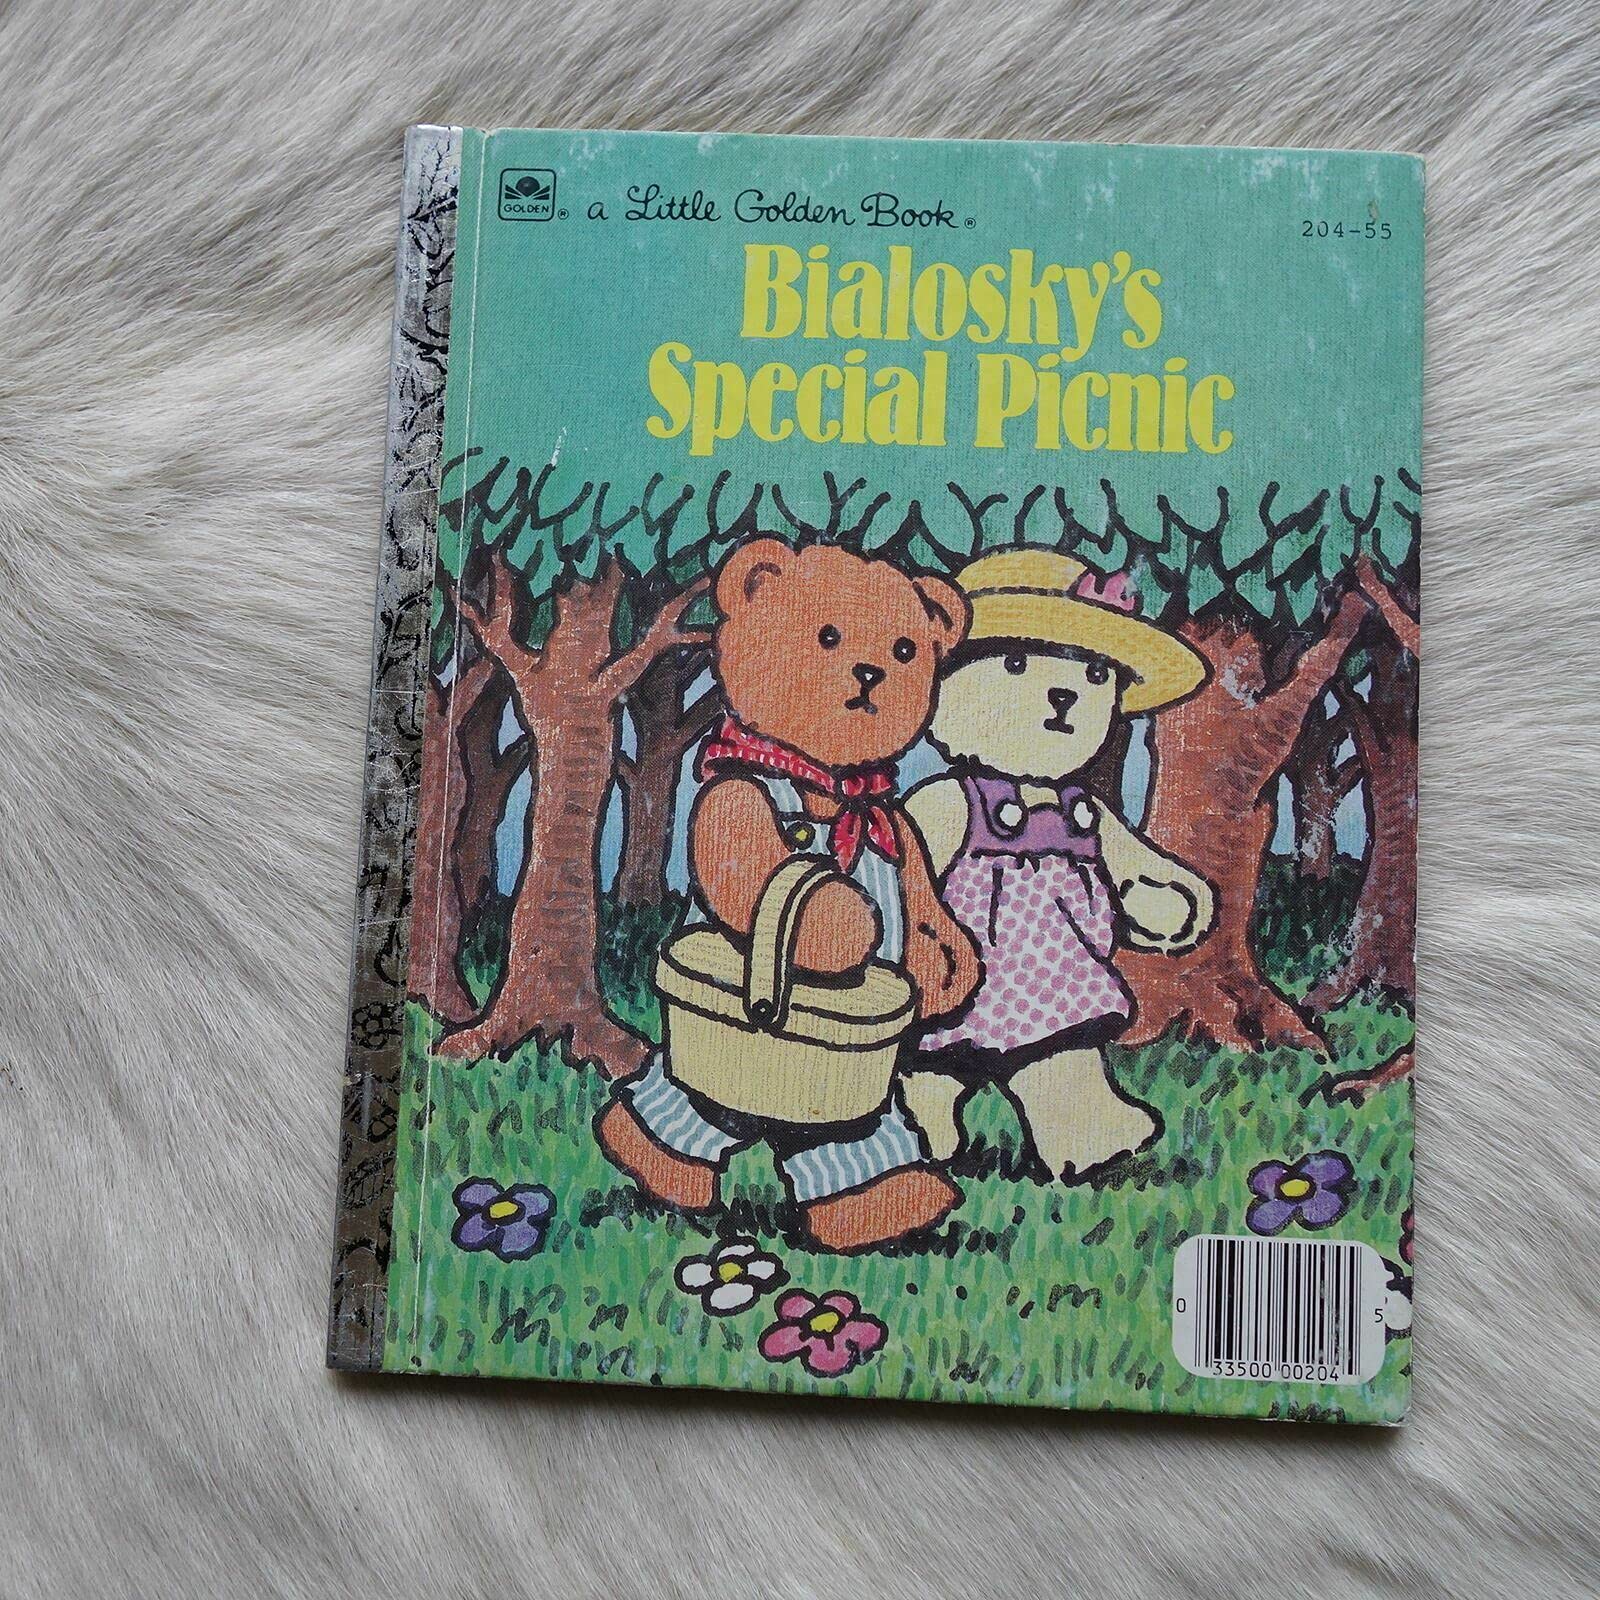 GOLDEN®
a Little Golden Book®
204-55
Bialosky's
Special Picnic
0 5
33500 00204